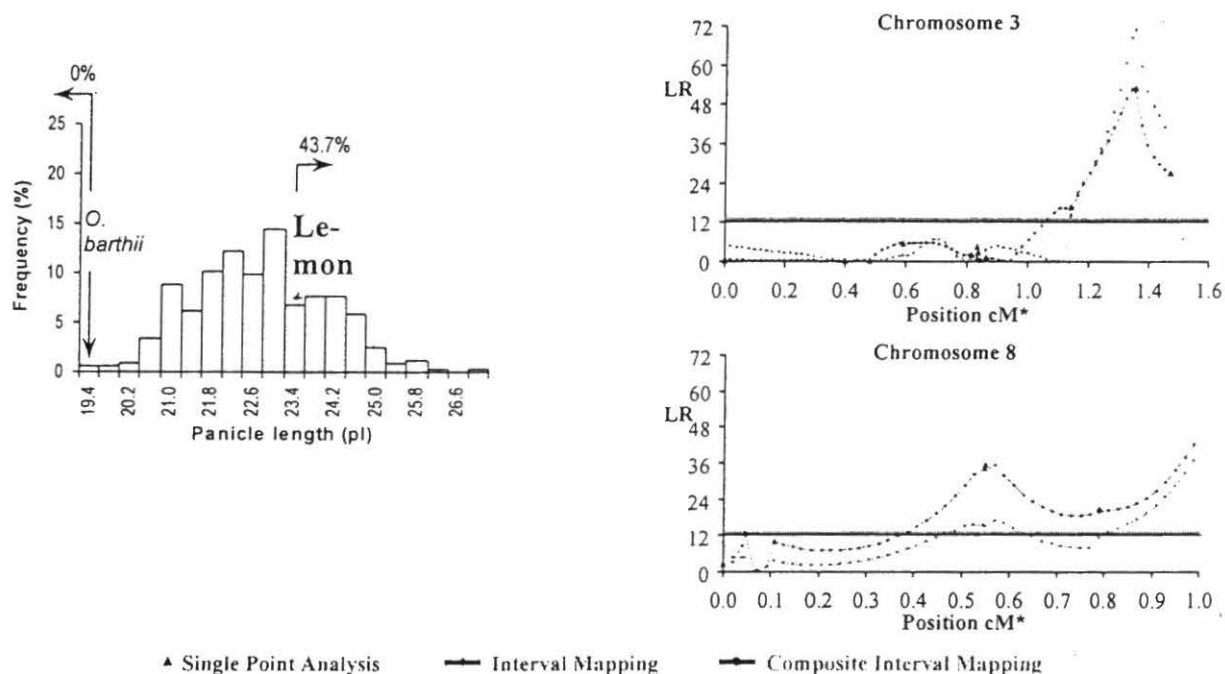 0%
25
20
15
10
5
0
Frequency (%)
O.
barthii
43.7%
Le-
mon
19.4
20.2
21.0
21.8
22.6
23.4
24.2
25.0
25.8
26.6
Panicle length (pl)
Chromosome 3
72
60
LR
48
36
24
12
0
0.0 0.2 0.4 0.6 0.8 1.0 1.2 1.4 1.6
Position cM*
Chromosome 8
72
60
LR
48
36
24
12
0
0.0 0.1 0.2 0.3 0.4 0.5 0.6 0.7 0.8 0.9 1.0
Position cM*
▲ Single Point Analysis Interval Mapping Composite Interval Mapping